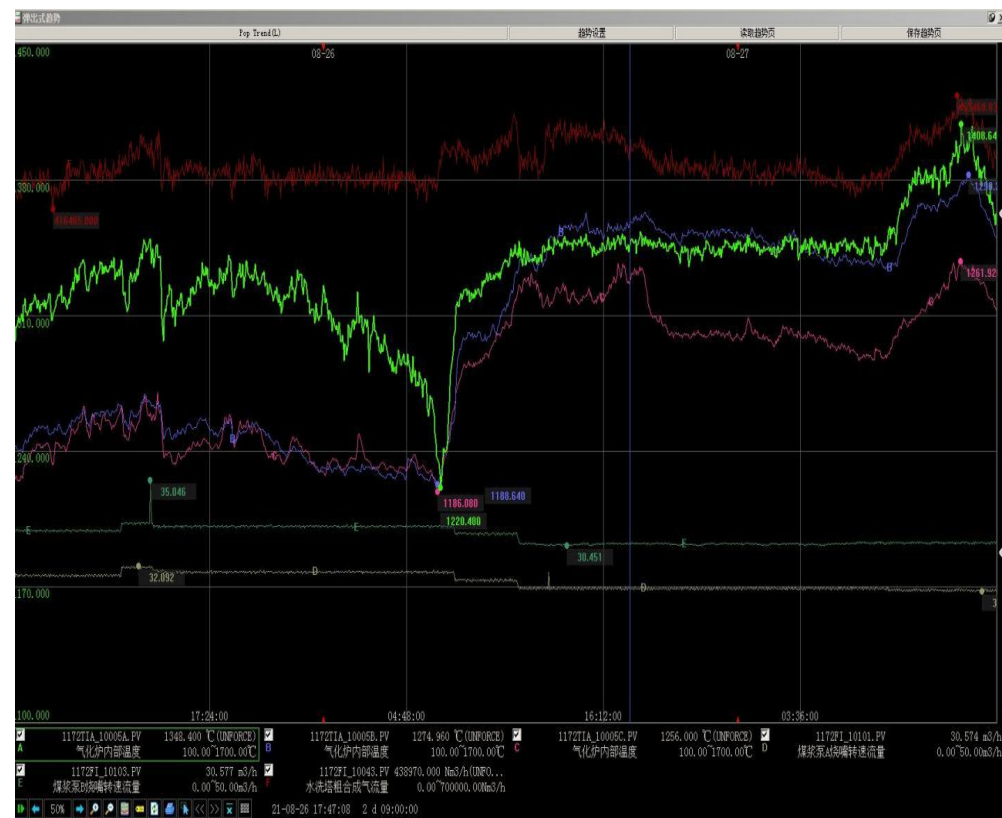 弹出式趋势
Pop Trend(L) 趋势设置 读取趋势页 保存趋势页
450.000
08-26 08-27
1408.64
380.000
416405.000
1261.92
310.000
240.000
35.046
1186.080 1188.640
1220.480
E E E
30.451
D D
32.092
170.000
100.000
17:24:00 04:48:00 16:12:00 03:36:00
1172TIA_10005A.PV 1348.400 ℃(UNFORCE) 1172TIA_10005B.PV 1274.960 ℃(UNFORCE) 1172TIA_10005C.PV 1256.000 ℃(UNFORCE) 1172FI_10101.PV 30.574 m3/h
A 气化炉内部温度 100.00~1700.00℃ B 气化炉内部温度 100.00~1700.00℃ C 气化炉内部温度 100.00~1700.00℃ D 煤浆泵A烧嘴转速流量 0.00~50.00m3/h
1172FI_10103.PV 30.577 m3/h 1172FI_10043.PV 438970.000 Nm3/h(UNFO...
E 煤浆泵B烧嘴转速流量 0.00~50.00m3/h F 水洗塔粗合成气流量 0.00~700000.00Nm3/h
50% 21-08-26 17:47:08 2 d 09:00:00